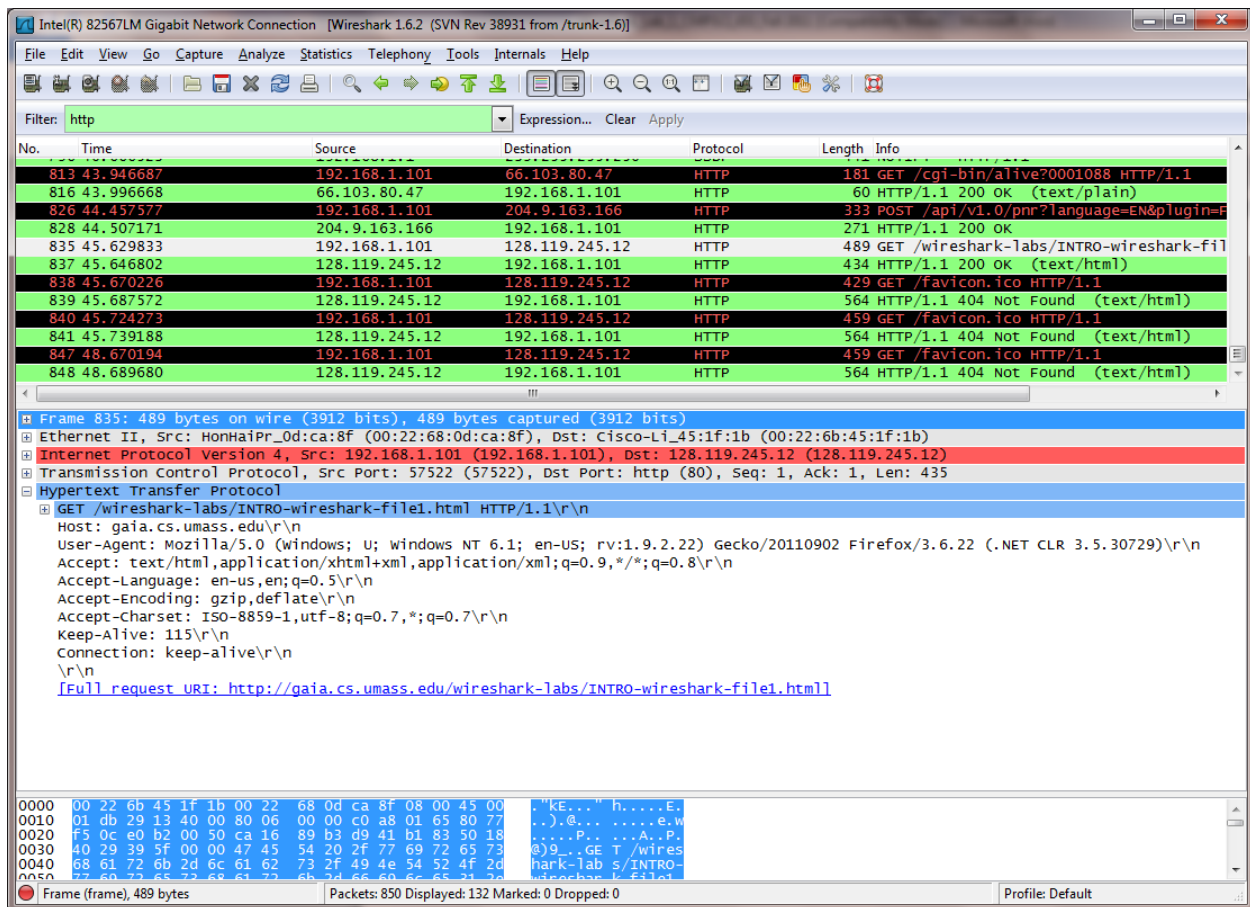 Intel(R) 82567LM Gigabit Network Connection [Wireshark 1.6.2 (SVN Rev 38931 from /trunk-1.6)]
File Edit View Go Capture Analyze Statistics Telephony Tools Internals Help
Filter: http Expression... Clear Apply
No. Time Source Destination Protocol Length Info
813 43.946687 192.168.1.101 66.103.80.47 HTTP 181 GET /cgi-bin/alive?0001088 HTTP/1.1
816 43.996668 66.103.80.47 192.168.1.101 HTTP 60 HTTP/1.1 200 OK (text/plain)
826 44.457577 192.168.1.101 204.9.163.166 HTTP 333 POST /api/v1.0/pnr?language=EN&plugin=F
828 44.507171 204.9.163.166 192.168.1.101 HTTP 271 HTTP/1.1 200 OK
835 45.629833 192.168.1.101 128.119.245.12 HTTP 489 GET /wireshark-labs/INTRO-wireshark-fil
837 45.646802 128.119.245.12 192.168.1.101 HTTP 434 HTTP/1.1 200 OK (text/html)
838 45.670226 192.168.1.101 128.119.245.12 HTTP 429 GET /favicon.ico HTTP/1.1
839 45.687572 128.119.245.12 192.168.1.101 HTTP 564 HTTP/1.1 404 Not Found (text/html)
840 45.724273 192.168.1.101 128.119.245.12 HTTP 459 GET /favicon.ico HTTP/1.1
841 45.739188 128.119.245.12 192.168.1.101 HTTP 564 HTTP/1.1 404 Not Found (text/html)
847 48.670194 192.168.1.101 128.119.245.12 HTTP 459 GET /favicon.ico HTTP/1.1
848 48.689680 128.119.245.12 192.168.1.101 HTTP 564 HTTP/1.1 404 Not Found (text/html)
Frame 835: 489 bytes on wire (3912 bits), 489 bytes captured (3912 bits)
Ethernet II, Src: HonHaiPr_0d:ca:8f (00:22:68:0d:ca:8f), Dst: Cisco-Li_45:1f:1b (00:22:6b:45:1f:1b)
Internet Protocol Version 4, Src: 192.168.1.101 (192.168.1.101), Dst: 128.119.245.12 (128.119.245.12)
Transmission Control Protocol, Src Port: 57522 (57522), Dst Port: http (80), Seq: 1, Ack: 1, Len: 435
Hypertext Transfer Protocol
GET /wireshark-labs/INTRO-wireshark-file1.html HTTP/1.1\r\n
Host: gaia.cs.umass.edu\r\n
User-Agent: Mozilla/5.0 (Windows; U; Windows NT 6.1; en-US; rv:1.9.2.22) Gecko/20110902 Firefox/3.6.22 (.NET CLR 3.5.30729)\r\n
Accept: text/html,application/xhtml+xml,application/xml;q=0.9,*/*;q=0.8\r\n
Accept-Language: en-us,en;q=0.5\r\n
Accept-Encoding: gzip,deflate\r\n
Accept-Charset: ISO-8859-1,utf-8;q=0.7,*;q=0.7\r\n
Keep-Alive: 115\r\n
Connection: keep-alive\r\n
\r\n
[Full request URI: http://gaia.cs.umass.edu/wireshark-labs/INTRO-wireshark-file1.html]
0000 00 22 6b 45 1f 1b 00 22 68 0d ca 8f 08 00 45 00 ."kE..." h.....E.
0010 01 db 29 13 40 00 80 06 00 00 c0 a8 01 65 80 77 ..).@... .....e.w
0020 f5 0c e0 b2 00 50 ca 16 89 b3 d9 41 b1 83 50 18 .....P.. ...A..P.
0030 40 29 39 5f 00 00 47 45 54 20 2f 77 69 72 65 73 @)9_..GE T /wires
0040 68 61 72 6b 2d 6c 61 62 73 2f 49 4e 54 52 4f 2d hark-lab s/INTRO-
0050 77 69 72 65 73 68 61 72 6b 2d 66 69 6c 65 31 2e wireshar k-file1.
Frame (frame), 489 bytes Packets: 850 Displayed: 132 Marked: 0 Dropped: 0 Profile: Default